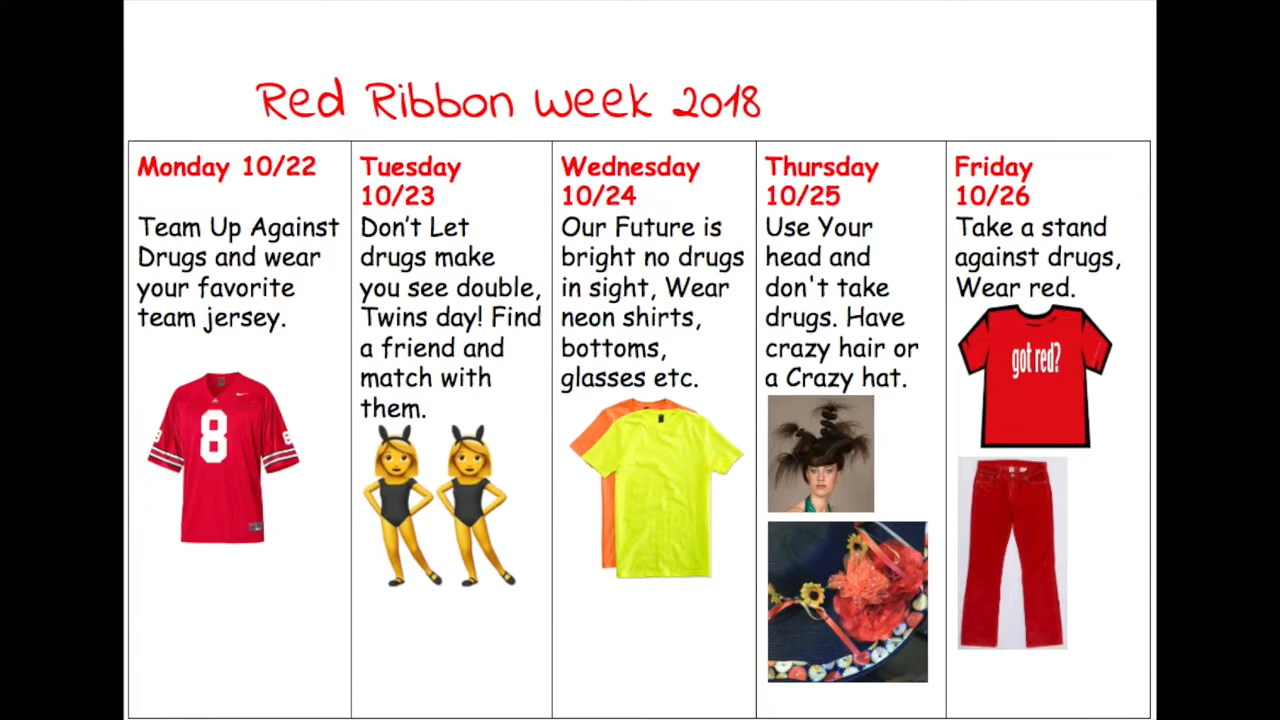 Red Ribbon Week 2018
Monday 10/22
Team Up Against
Drugs and wear
your favorite
team jersey.
8
8
Tuesday
10/23
Don’t Let
drugs make
you see double,
Twins day! Find
a friend and
match with
them.
Wednesday
10/24
Our Future is
bright no drugs
in sight, Wear
neon shirts,
bottoms,
glasses etc.
Thursday
10/25
Use Your
head and
don't take
drugs. Have
crazy hair or
a Crazy hat.
Friday
10/26
Take a stand
against drugs,
Wear red.
got red?